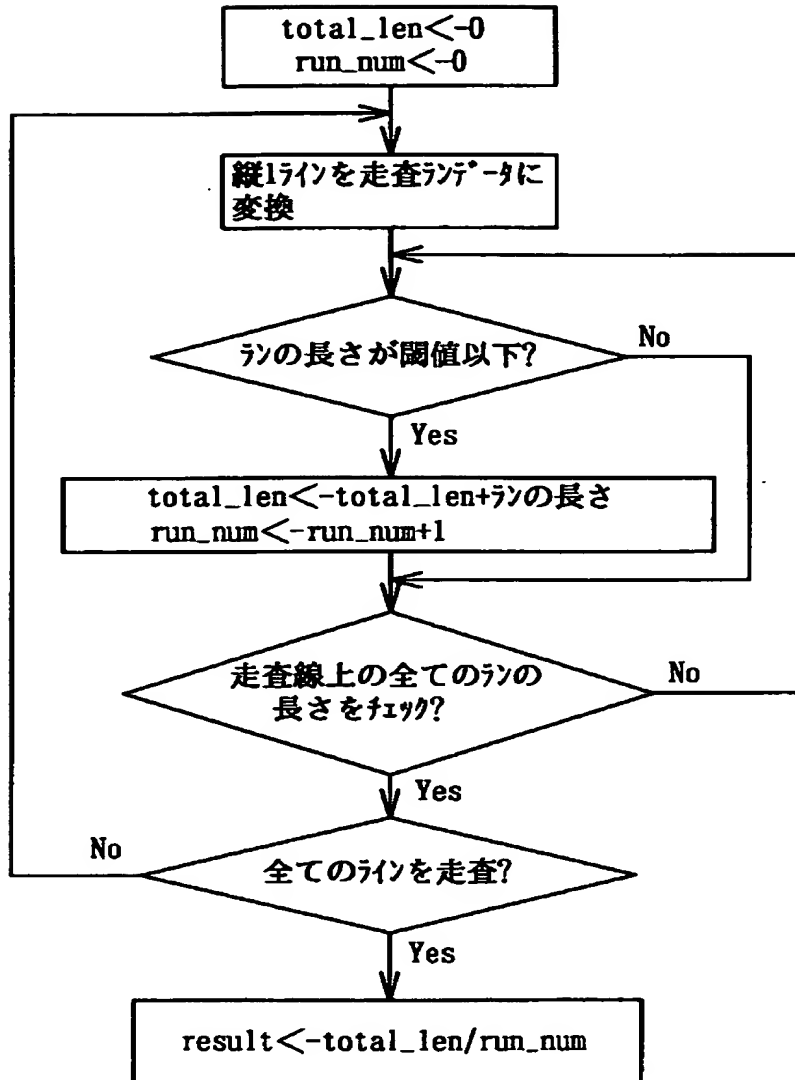 total_len<-0
run_num<-0
縦1ラインを走査ランデータに
変換
ランの長さが閾値以下?
No
Yes
total_len<-total_len+ランの長さ
run_num<-run_num+1
走査線上の全てのランの
長さをチェック?
No
Yes
全てのラインを走査?
No
Yes
result<-total_len/run_num